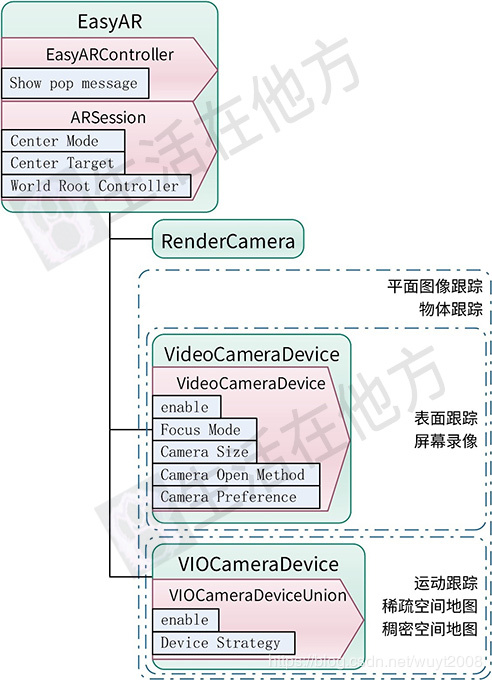 EasyAR
EasyARController
Show pop message
ARSession
Center Mode
Center Target
World Root Controller
RenderCamera
平面图像跟踪
物体跟踪
VideoCameraDevice
VideoCameraDevice
enable
Focus Mode
Camera Size
Camera Open Method
Camera Preference
表面跟踪
屏幕录像
VIOCameraDevice
VIOCameraDeviceUnion
enable
Device Strategy
运动跟踪
稀疏空间地图
稠密空间地图
生活在他方
生活在他方
https://blog.csdn.net/wuyt2008